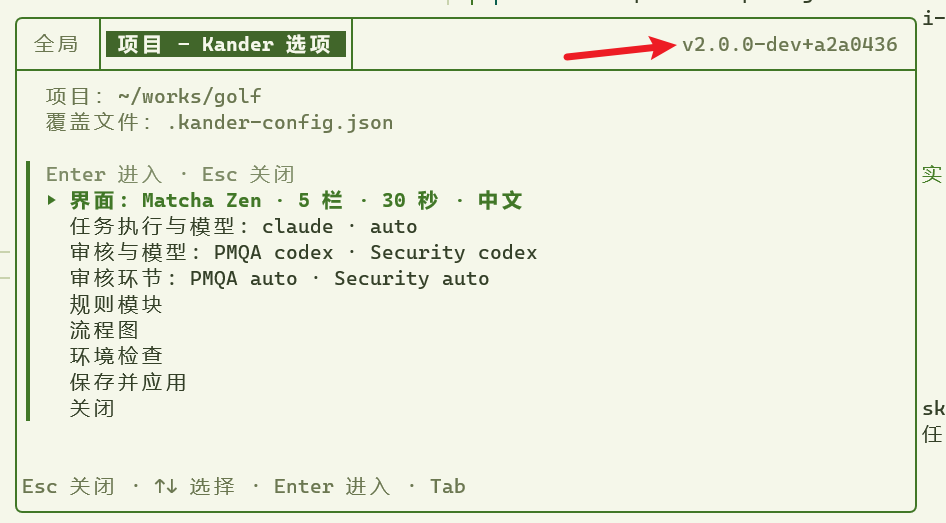 i-
全局 项目 - Kander 选项 v2.0.0-dev+a2a0436
项目: ~/works/golf
覆盖文件: .kander-config.json
Enter 进入 · Esc 关闭
实
▸ 界面: Matcha Zen · 5 栏 · 30 秒 · 中文
任务执行与模型: claude · auto
审核与模型: PMQA codex · Security codex
审核环节: PMQA auto · Security auto
规则模块
流程图
环境检查
保存并应用
关闭
sk
任
Esc 关闭 · ↑↓ 选择 · Enter 进入 · Tab